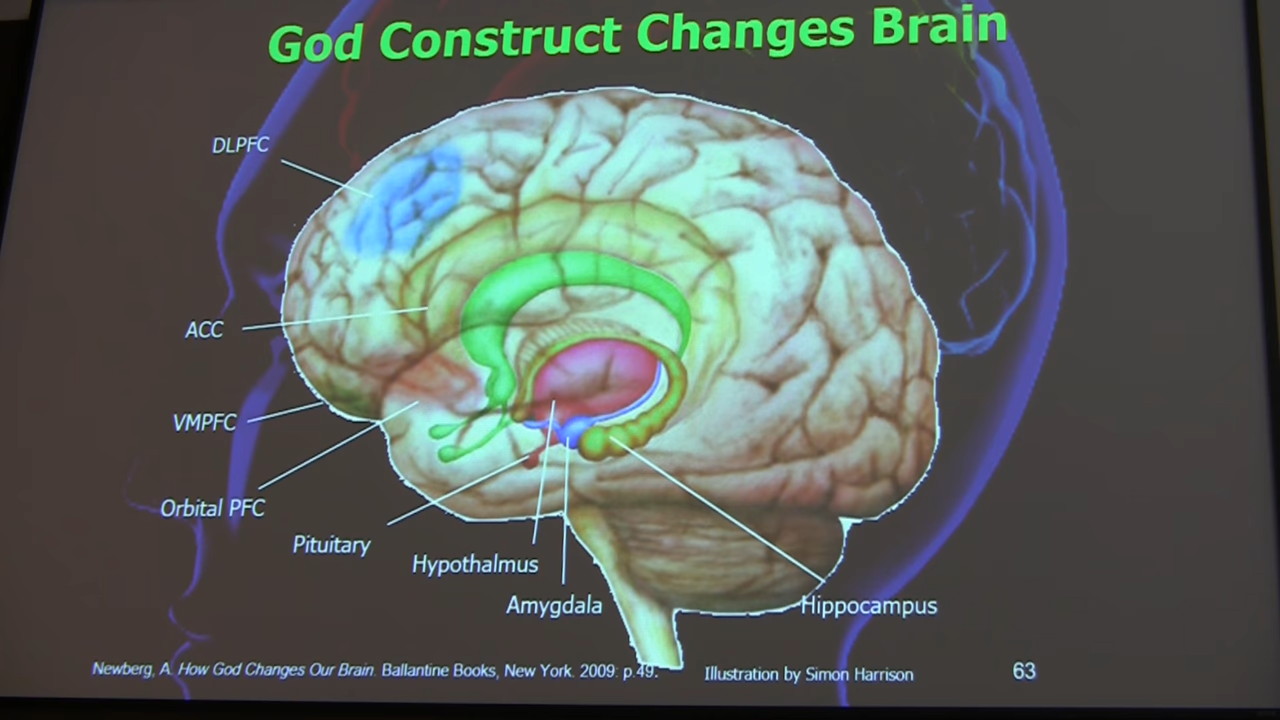 God Construct Changes Brain
DLPFC
ACC
VMPFC
Orbital PFC
Pituitary
Hypothalmus
Amygdala
Hippocampus
Newberg, A. How God Changes Our Brain. Ballantine Books, New York. 2009: p.49.
Illustration by Simon Harrison
63